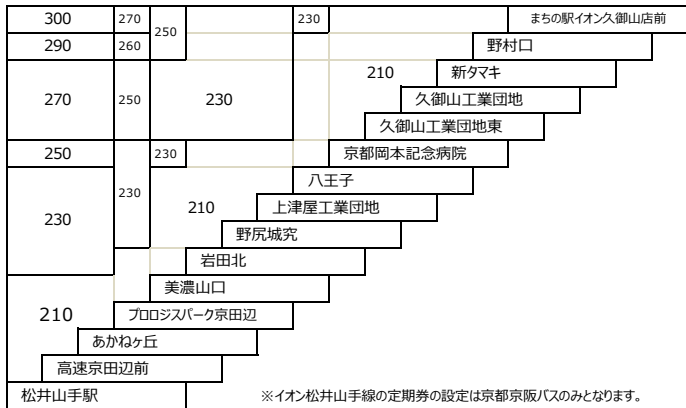 300 270 250 230 まちの駅イオン久御山店前
290 260 野村口
210 新タマキ
270 250 230 久御山工業団地
久御山工業団地東
250 230 京都岡本記念病院
八王子
230 230 210 上津屋工業団地
野尻城究
岩田北
美濃山口
210 プロロジスパーク京田辺
あかねヶ丘
高速京田辺前
松井山手駅 ※イオン松井山手線の定期券の設定は京都京阪バスのみとなります。